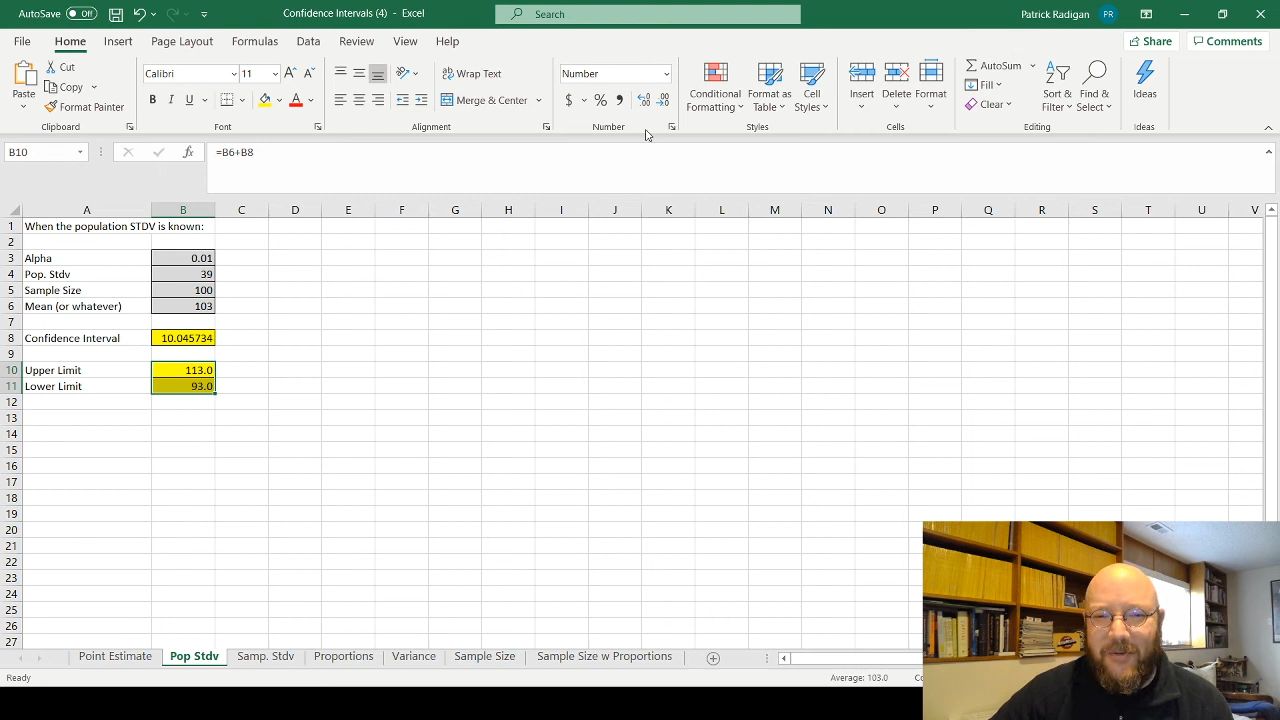 AutoSave Off Confidence Intervals (4) - Excel Search Patrick Radigan PR
File Home Insert Page Layout Formulas Data Review View Help Share Comments
Paste Cut Copy Format Painter
Calibri 11 A A B I U A
ab Wrap Text Merge & Center
Number $ % , .00
Conditional Formatting Format as Table Cell Styles
Insert Delete Format
AutoSum Fill Clear Sort & Filter Find & Select Ideas
Clipboard Font Alignment Number Styles Cells Editing Ideas
B10 fx =B6+B8
A B C D E F G H I J K L M N O P Q R S T U V
1 When the population STDV is known:
2
3 Alpha 0.01
4 Pop. Stdv 39
5 Sample Size 100
6 Mean (or whatever) 103
7
8 Confidence Interval 10.045734
9
10 Upper Limit 113.0
11 Lower Limit 93.0
12
13
14
15
16
17
18
19
20
21
22
23
24
25
26
27
Point Estimate Pop Stdv Samp. Stdv Proportions Variance Sample Size Sample Size w Proportions
Ready Average: 103.0